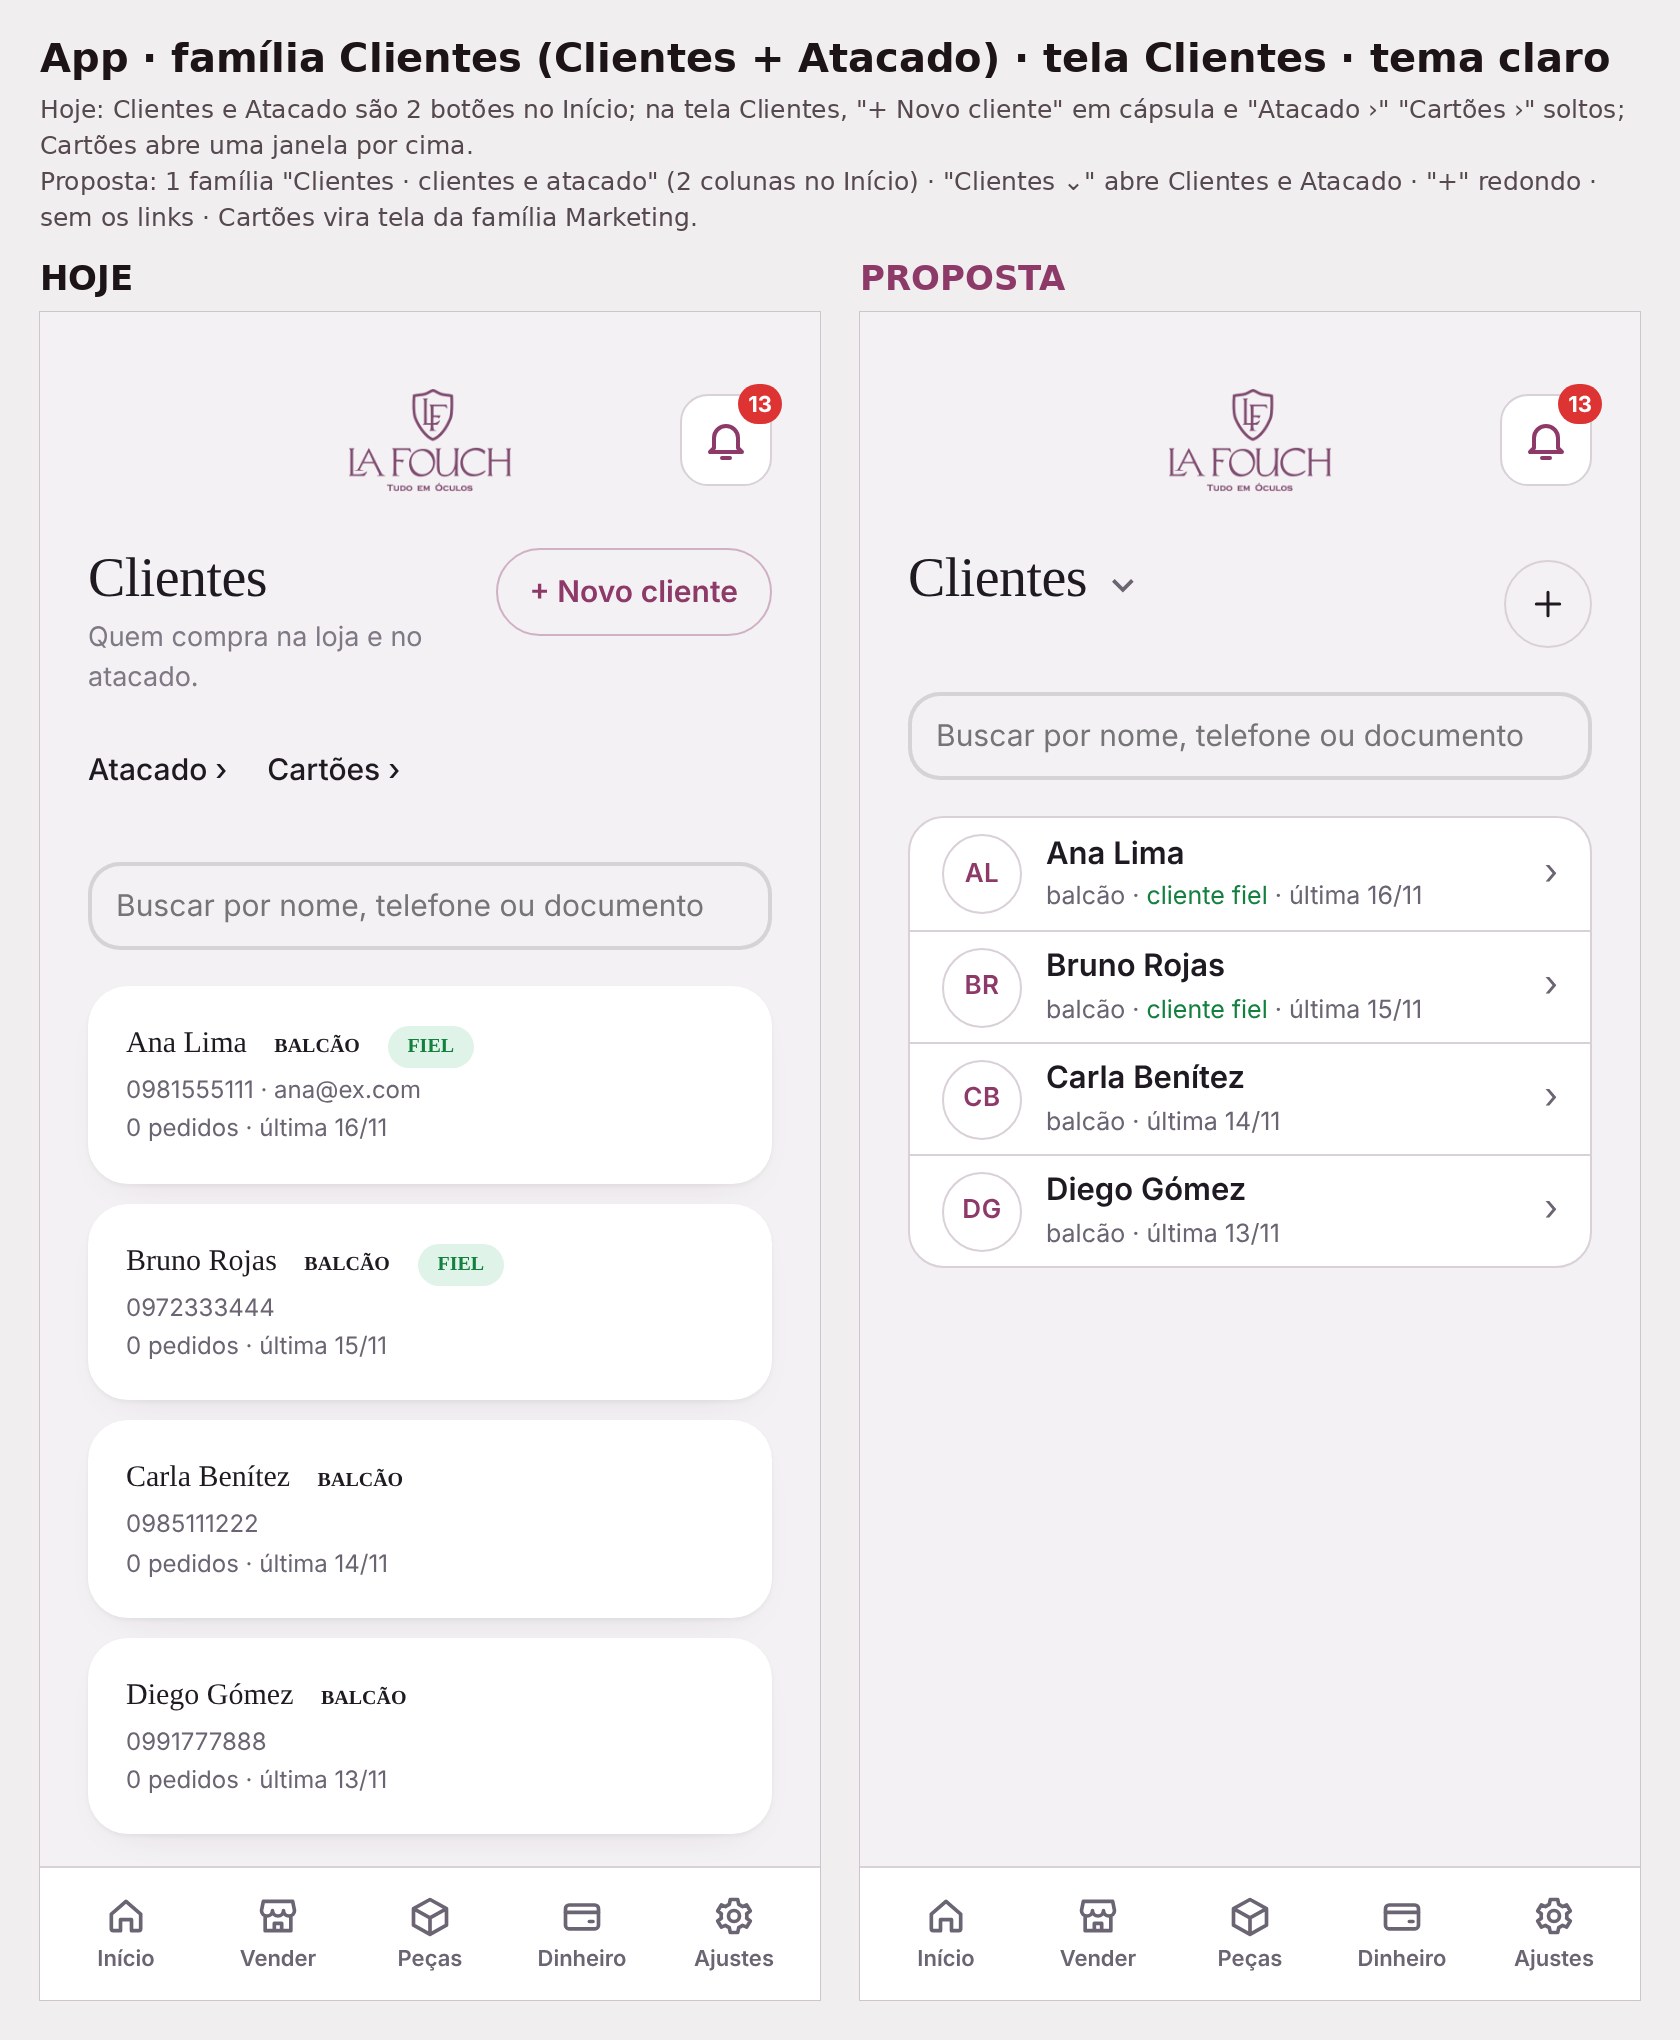 App · família Clientes (Clientes + Atacado) · tela Clientes · tema claro
Hoje: Clientes e Atacado são 2 botões no Início; na tela Clientes, "+ Novo cliente" em cápsula e "Atacado ›" "Cartões ›" soltos;
Cartões abre uma janela por cima.
Proposta: 1 família "Clientes · clientes e atacado" (2 colunas no Início) · "Clientes ⌄" abre Clientes e Atacado · "+" redondo ·
sem os links · Cartões vira tela da família Marketing.
HOJE
LF
LA FOUCH
TUDO EM ÓCULOS
13
Clientes
+ Novo cliente
Quem compra na loja e no
atacado.
Atacado › Cartões ›
Buscar por nome, telefone ou documento
Ana Lima BALCÃO FIEL
0981555111 · ana@ex.com
0 pedidos · última 16/11
Bruno Rojas BALCÃO FIEL
0972333444
0 pedidos · última 15/11
Carla Benítez BALCÃO
0985111222
0 pedidos · última 14/11
Diego Gómez BALCÃO
0991777888
0 pedidos · última 13/11
Início Vender Peças Dinheiro Ajustes
PROPOSTA
LF
LA FOUCH
TUDO EM ÓCULOS
13
Clientes ⌄
+
Buscar por nome, telefone ou documento
AL Ana Lima ›
balcão · cliente fiel · última 16/11
BR Bruno Rojas ›
balcão · cliente fiel · última 15/11
CB Carla Benítez ›
balcão · última 14/11
DG Diego Gómez ›
balcão · última 13/11
Início Vender Peças Dinheiro Ajustes